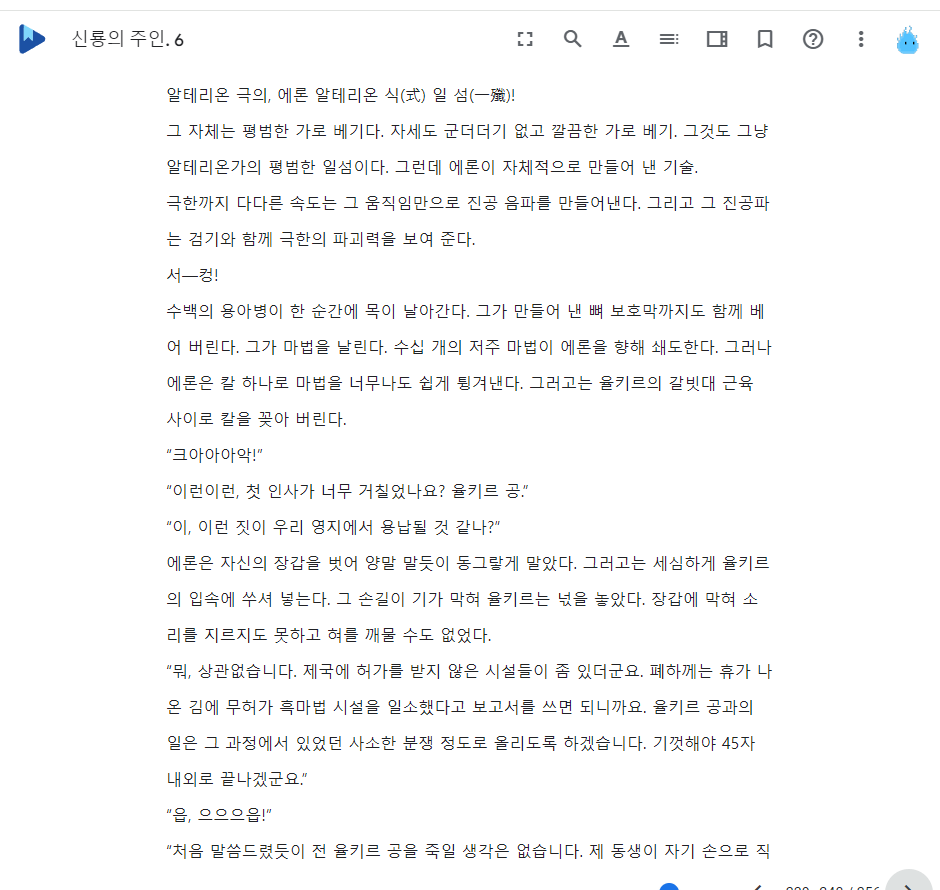 신룡의 주인. 6
알테리온 극의, 에론 알테리온 식(式) 일 섬(一殲)!
그 자체는 평범한 가로 베기다. 자세도 군더더기 없고 깔끔한 가로 베기. 그것도 그냥
알테리온가의 평범한 일섬이다. 그런데 에론이 자체적으로 만들어 낸 기술.
극한까지 다다른 속도는 그 움직임만으로 진공 음파를 만들어낸다. 그리고 그 진공파
는 검기와 함께 극한의 파괴력을 보여 준다.
서—컹!
수백의 용아병이 한 순간에 목이 날아간다. 그가 만들어 낸 뼈 보호막까지도 함께 베
어 버린다. 그가 마법을 날린다. 수십 개의 저주 마법이 에론을 향해 쇄도한다. 그러나
에론은 칼 하나로 마법을 너무나도 쉽게 튕겨낸다. 그러고는 율키르의 갈빗대 근육
사이로 칼을 꽂아 버린다.
“크아아아악!”
“이런이런, 첫 인사가 너무 거칠었나요? 율키르 공.”
“이, 이런 짓이 우리 영지에서 용납될 것 같나?”
에론은 자신의 장갑을 벗어 양말 말듯이 동그랗게 말았다. 그러고는 세심하게 율키르
의 입속에 쑤셔 넣는다. 그 손길이 기가 막혀 율키르는 넋을 놓았다. 장갑에 막혀 소
리를 지르지도 못하고 혀를 깨물 수도 없었다.
“뭐, 상관없습니다. 제국에 허가를 받지 않은 시설들이 좀 있더군요. 폐하께는 휴가 나
온 김에 무허가 흑마법 시설을 일소했다고 보고서를 쓰면 되니까요. 율키르 공과의
일은 그 과정에서 있었던 사소한 분쟁 정도로 올리도록 하겠습니다. 기껏해야 45자
내외로 끝나겠군요.”
“읍, 으으으읍!”
“처음 말씀드렸듯이 전 율키르 공을 죽일 생각은 없습니다. 제 동생이 자기 손으로 직